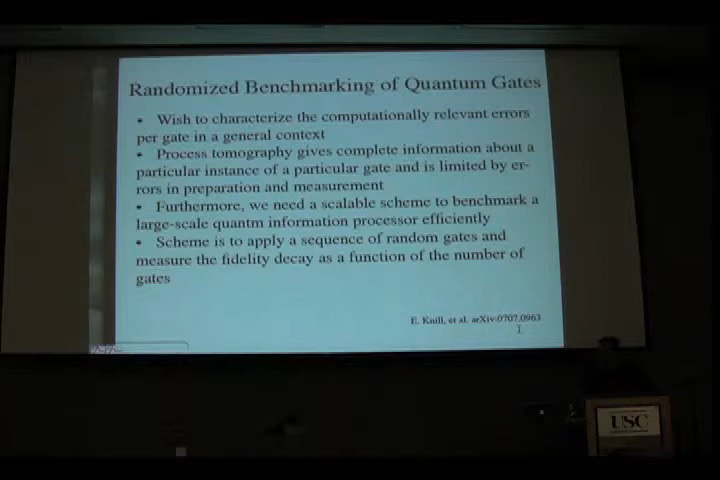 Randomized Benchmarking of Quantum Gates
• Wish to characterize the computationally relevant errors
per gate in a general context
• Process tomography gives complete information about a
particular instance of a particular gate and is limited by er-
rors in preparation and measurement
• Furthermore, we need a scalable scheme to benchmark a
large-scale quantm information processor efficiently
• Scheme is to apply a sequence of random gates and
measure the fidelity decay as a function of the number of
gates
E. Knill, et al. arXiv:0707.0963
USC